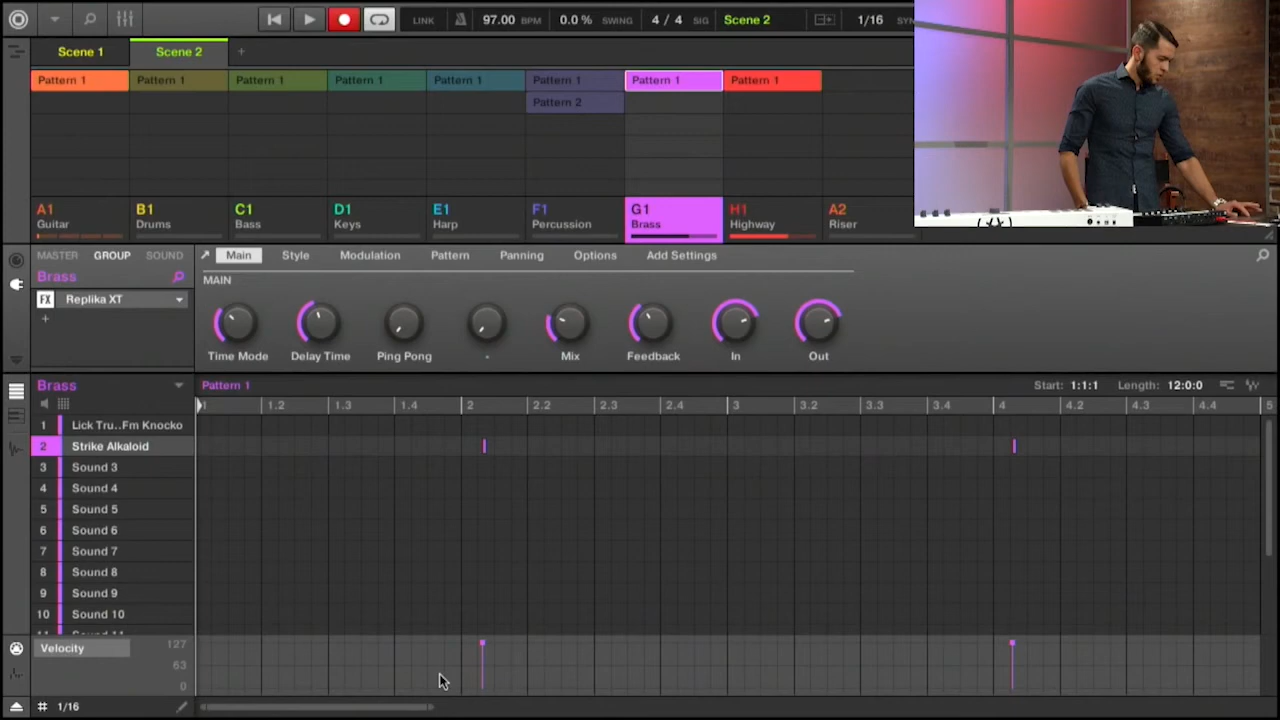 LINK 97.00 BPM 0.0 % SWING 4 / 4 SIG Scene 2 1/16
Scene 1 Scene 2 +
Pattern 1 Pattern 1 Pattern 1 Pattern 1 Pattern 1 Pattern 1 Pattern 1 Pattern 1
Pattern 2
A1 B1 C1 D1 E1 F1 G1 H1 A2
Guitar Drums Bass Keys Harp Percussion Brass Highway Riser
MASTER GROUP SOUND Main Style Modulation Pattern Panning Options Add Settings
Brass MAIN
FX Replika XT
+
Time Mode Delay Time Ping Pong - Mix Feedback In Out
Brass Pattern 1 Start: 1:1:1 Length: 12:0:0
1 1.2 1.3 1.4 2 2.2 2.3 2.4 3 3.2 3.3 3.4 4 4.2 4.3 4.4 5
1 Lick Tru..Fm Knocko
2 Strike Alkaloid
3 Sound 3
4 Sound 4
5 Sound 5
6 Sound 6
7 Sound 7
8 Sound 8
9 Sound 9
10 Sound 10
Velocity 127
63
0
1/16